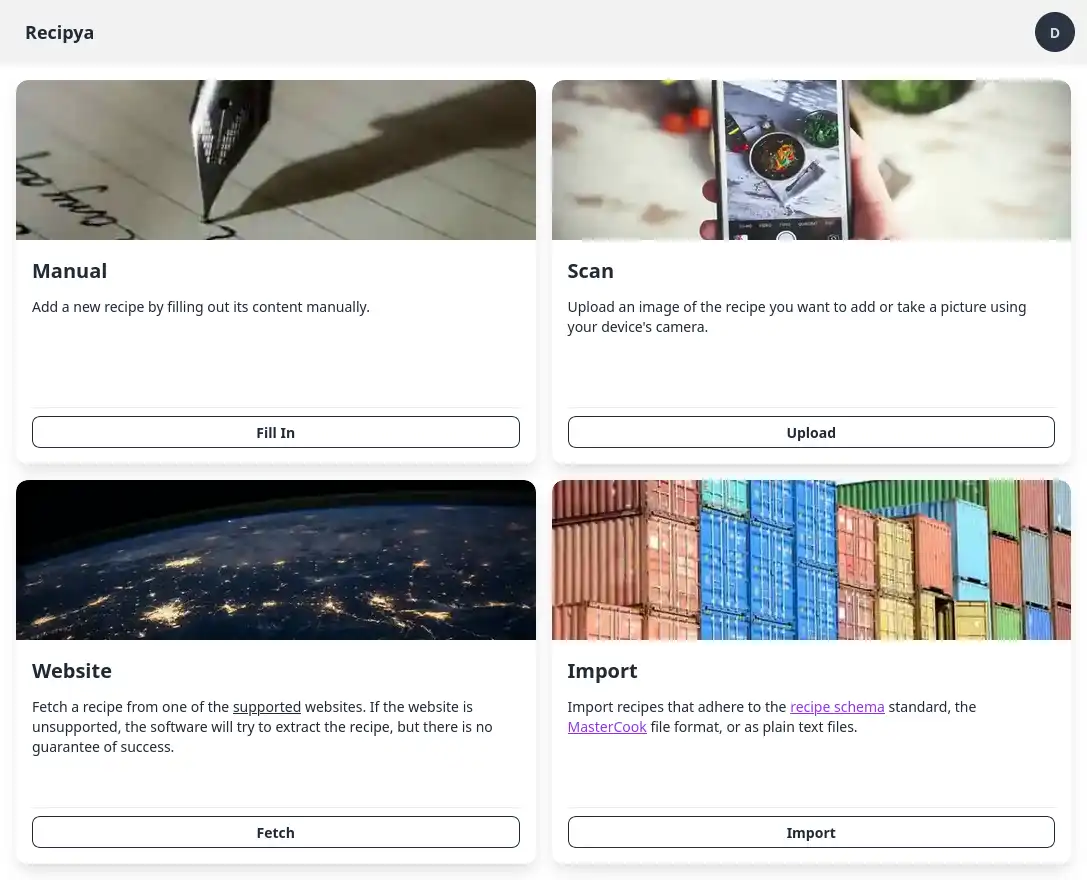 Recipya
D
Manual
Add a new recipe by filling out its content manually.
Fill In
Scan
Upload an image of the recipe you want to add or take a picture using
your device's camera.
Upload
Website
Fetch a recipe from one of the supported websites. If the website is
unsupported, the software will try to extract the recipe, but there is no
guarantee of success.
Fetch
Import
Import recipes that adhere to the recipe schema standard, the
MasterCook file format, or as plain text files.
Import